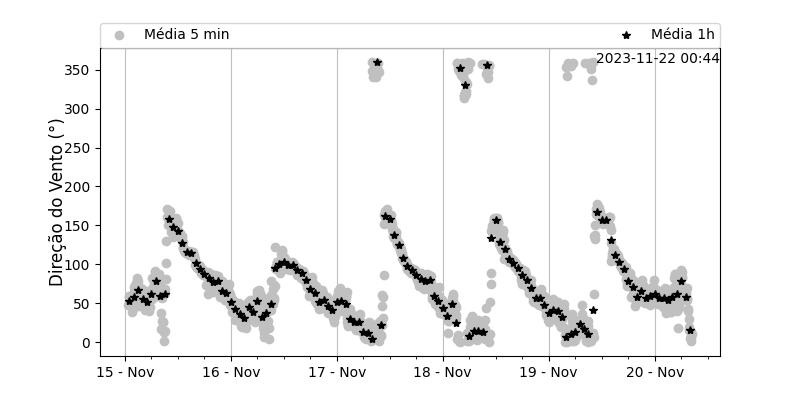 Média 5 min
Média 1h
2023-11-22 00:44
Direção do Vento (°)
350
300
250
200
150
100
50
0
15 - Nov
16 - Nov
17 - Nov
18 - Nov
19 - Nov
20 - Nov